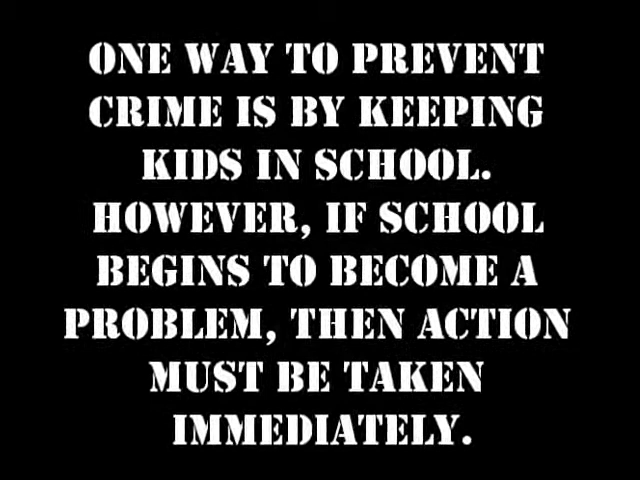 ONE WAY TO PREVENT
CRIME IS BY KEEPING
KIDS IN SCHOOL.
HOWEVER, IF SCHOOL
BEGINS TO BECOME A
PROBLEM, THEN ACTION
MUST BE TAKEN
IMMEDIATELY.